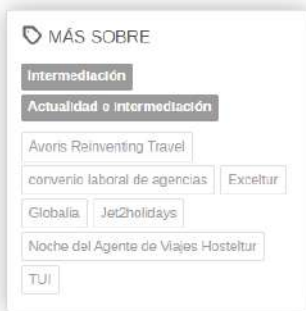 MÁS SOBRE
Intermediación
Actualidad o intermediación
Avoris Reinventing Travel
convenio laboral de agencias Exceltur
Globalia Jet2holidays
Noche del Agente de Viajes Hosteltur
TUI